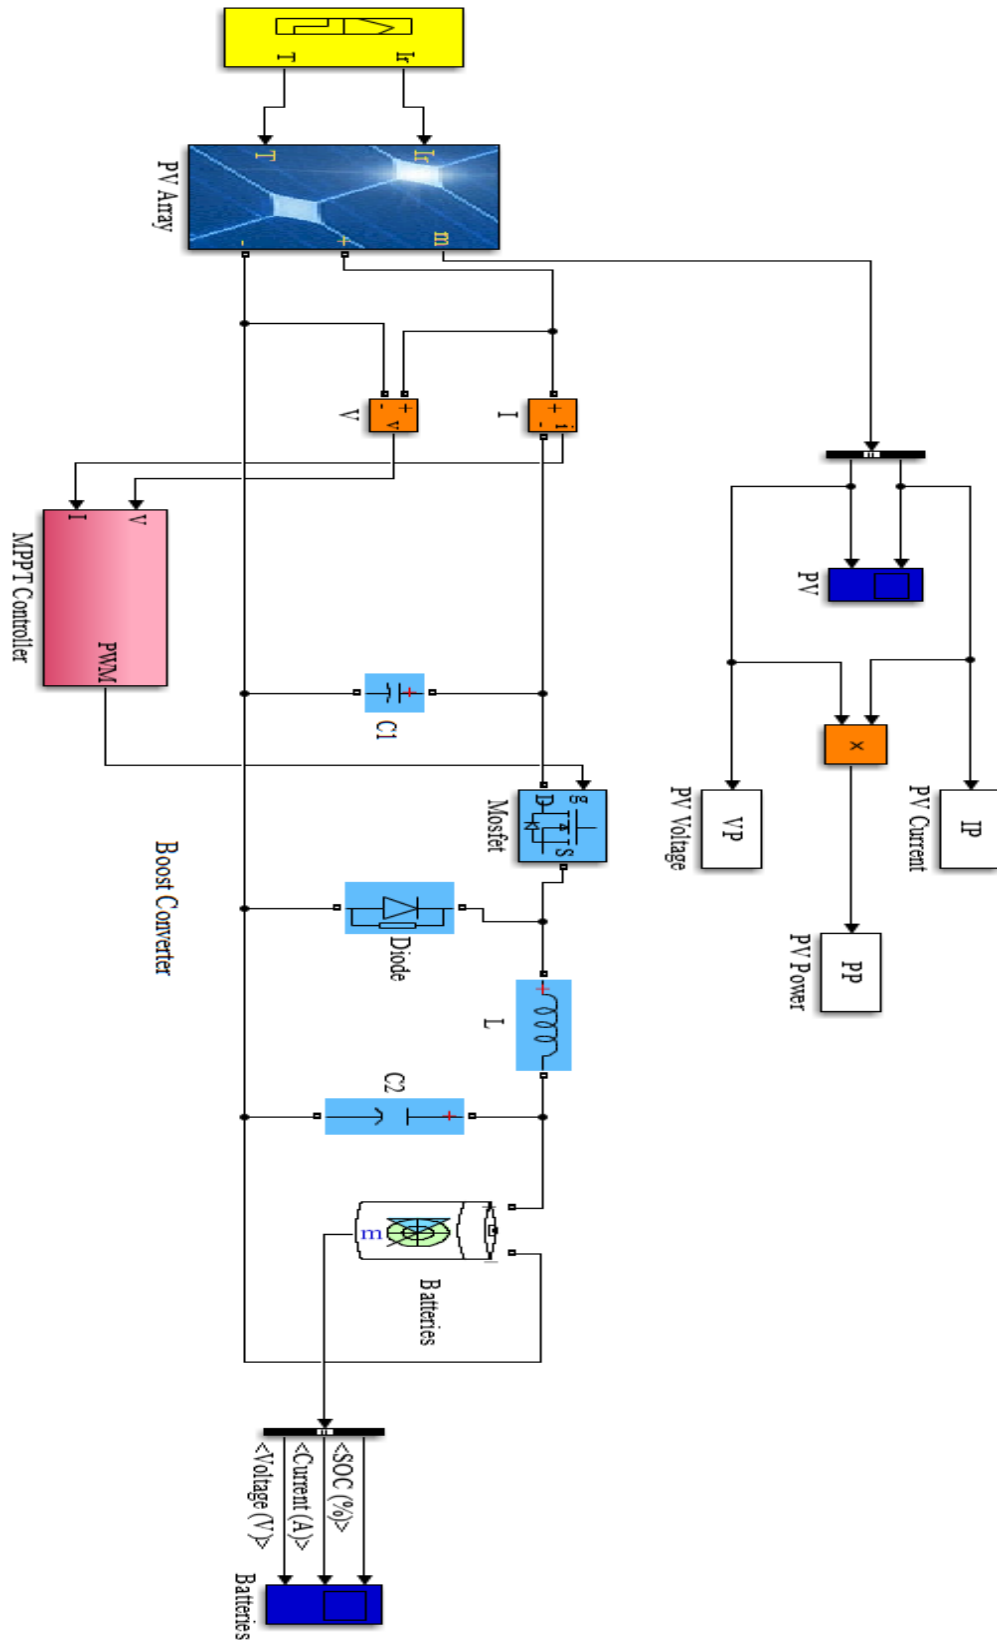 Ir
T
Ir
T
m
+
-
PV Array
+ i
-
I
+ v
-
V
V
I
PWM
MPPT Controller
PV
x
IP
PV Current
VP
PV Voltage
PP
PV Power
+
C1
g
D
S
Mosfet
Diode
+
L
+
C2
Boost Converter
m
Batteries
<SOC (%)>
<Current (A)>
<Voltage (V)>
Batteries